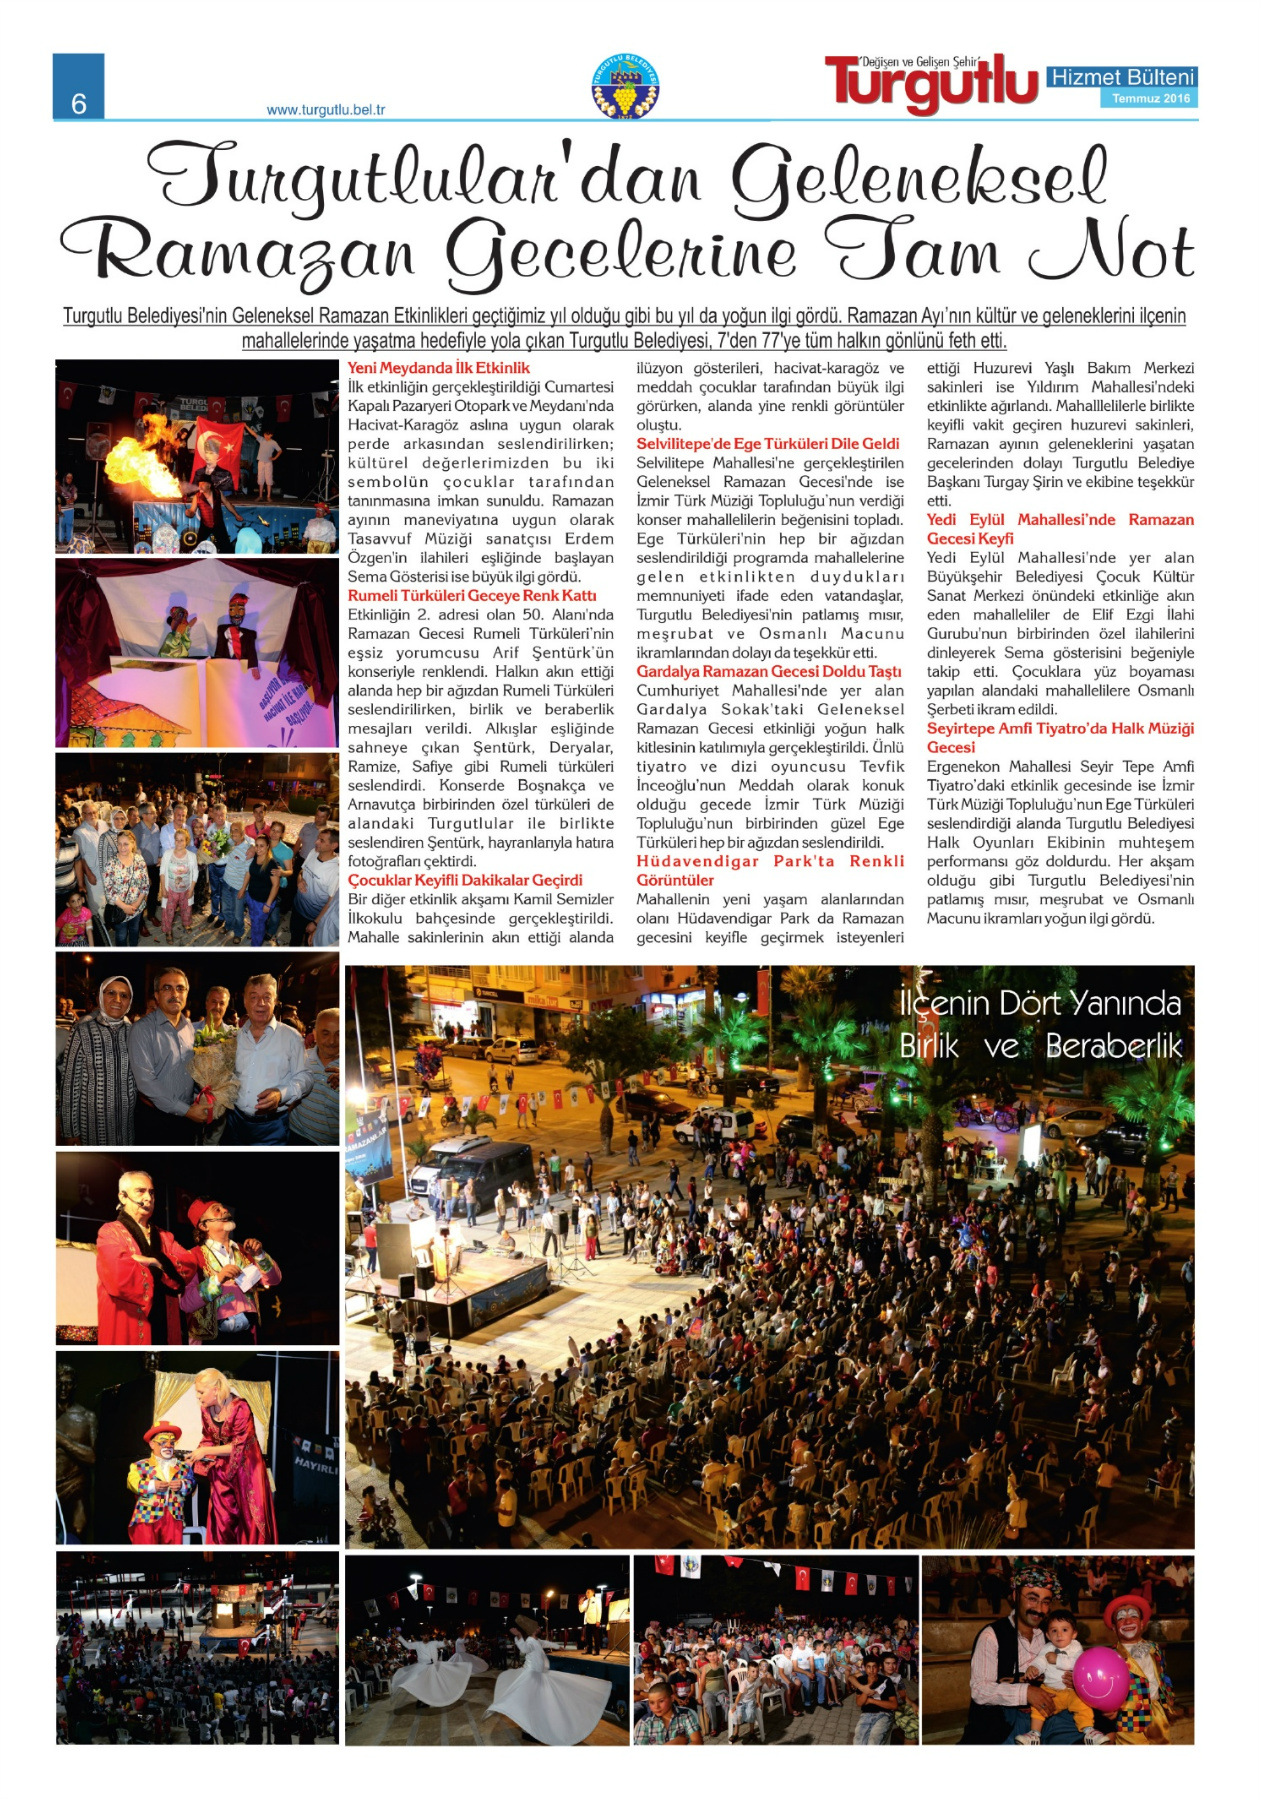 6
www.turgutlu.bel.tr
TURGUTLU BELEDİYESİ
1872
'Değişen ve Gelişen Şehir'
Turgutlu
Hizmet Bülteni
Temmuz 2016
Turgutlular'dan Geleneksel
Ramazan Gecelerine Tam Not
Turgutlu Belediyesi'nin Geleneksel Ramazan Etkinlikleri geçtiğimiz yıl olduğu gibi bu yıl da yoğun ilgi gördü. Ramazan Ayı'nın kültür ve geleneklerini ilçenin
mahallelerinde yaşatma hedefiyle yola çıkan Turgutlu Belediyesi, 7'den 77'ye tüm halkın gönlünü feth etti.
Yeni Meydanda İlk Etkinlik
İlk etkinliğin gerçekleştirildiği Cumartesi
Kapalı Pazaryeri Otopark ve Meydanı'nda
Hacivat-Karagöz aslına uygun olarak
perde arkasından seslendirilirken;
kültürel değerlerimizden bu iki
sembolün çocuklar tarafından
tanınmasına imkan sunuldu. Ramazan
ayının maneviyatına uygun olarak
Tasavvuf Müziği sanatçısı Erdem
Özgen'in ilahileri eşliğinde başlayan
Sema Gösterisi ise büyük ilgi gördü.
Rumeli Türküleri Geceye Renk Kattı
Etkinliğin 2. adresi olan 50. Alanı'nda
Ramazan Gecesi Rumeli Türküleri'nin
eşsiz yorumcusu Arif Şentürk'ün
konseriyle renklendi. Halkın akın ettiği
alanda hep bir ağızdan Rumeli Türküleri
seslendirilirken, birlik ve beraberlik
mesajları verildi. Alkışlar eşliğinde
sahneye çıkan Şentürk, Deryalar,
Ramize, Safiye gibi Rumeli türküleri
seslendirdi. Konserde Boşnakça ve
Arnavutça birbirinden özel türküleri de
alandaki Turgutlular ile birlikte
seslendiren Şentürk, hayranlarıyla hatıra
fotoğrafları çektirdi.
Çocuklar Keyifli Dakikalar Geçirdi
Bir diğer etkinlik akşamı Kamil Semizler
İlkokulu bahçesinde gerçekleştirildi.
Mahalle sakinlerinin akın ettiği alanda
ilüzyon gösterileri, hacivat-karagöz ve
meddah çocuklar tarafından büyük ilgi
görürken, alanda yine renkli görüntüler
oluştu.
Selvilitepe'de Ege Türküleri Dile Geldi
Selvilitepe Mahallesi'ne gerçekleştirilen
Geleneksel Ramazan Gecesi'nde ise
İzmir Türk Müziği Topluluğu'nun verdiği
konser mahallelilerin beğenisini topladı.
Ege Türküleri'nin hep bir ağızdan
seslendirildiği programda mahallelerine
gelen etkinlikten duydukları
memnuniyeti ifade eden vatandaşlar,
Turgutlu Belediyesi'nin patlamış mısır,
meşrubat ve Osmanlı Macunu
ikramlarından dolayı da teşekkür etti.
Gardalya Ramazan Gecesi Doldu Taştı
Cumhuriyet Mahallesi'nde yer alan
Gardalya Sokak'taki Geleneksel
Ramazan Gecesi etkinliği yoğun halk
kitlesinin katılımıyla gerçekleştirildi. Ünlü
tiyatro ve dizi oyuncusu Tevfik
İnceoğlu'nun Meddah olarak konuk
olduğu gecede İzmir Türk Müziği
Topluluğu'nun birbirinden güzel Ege
Türküleri hep bir ağızdan seslendirildi.
Hüdavendigar Park'ta Renkli
Görüntüler
Mahallenin yeni yaşam alanlarından
olanı Hüdavendigar Park da Ramazan
gecesini keyifle geçirmek isteyenleri
ettiği Huzurevi Yaşlı Bakım Merkezi
sakinleri ise Yıldırım Mahallesi'ndeki
etkinlikte ağırlandı. Mahalllelilerle birlikte
keyifli vakit geçiren huzurevi sakinleri,
Ramazan ayının geleneklerini yaşatan
gecelerinden dolayı Turgutlu Belediye
Başkanı Turgay Şirin ve ekibine teşekkür
etti.
Yedi Eylül Mahallesi'nde Ramazan
Gecesi Keyfi
Yedi Eylül Mahallesi'nde yer alan
Büyükşehir Belediyesi Çocuk Kültür
Sanat Merkezi önündeki etkinliğe akın
eden mahalleliler de Elif Ezgi İlahi
Gurubu'nun birbirinden özel ilahilerini
dinleyerek Sema gösterisini beğeniyle
takip etti. Çocuklara yüz boyaması
yapılan alandaki mahallelilere Osmanlı
Şerbeti ikram edildi.
Seyirtepe Amfi Tiyatro'da Halk Müziği
Gecesi
Ergenekon Mahallesi Seyir Tepe Amfi
Tiyatro'daki etkinlik gecesinde ise İzmir
Türk Müziği Topluluğu'nun Ege Türküleri
seslendirdiği alanda Turgutlu Belediyesi
Halk Oyunları Ekibinin muhteşem
performansı göz doldurdu. Her akşam
olduğu gibi Turgutlu Belediyesi'nin
patlamış mısır, meşrubat ve Osmanlı
Macunu ikramları yoğun ilgi gördü.
BAŞLIYOR
HACİVAT İLE KARA
BAŞLIYOR
HAYIRLI
İlçenin Dört Yanında
Birlik ve Beraberlik